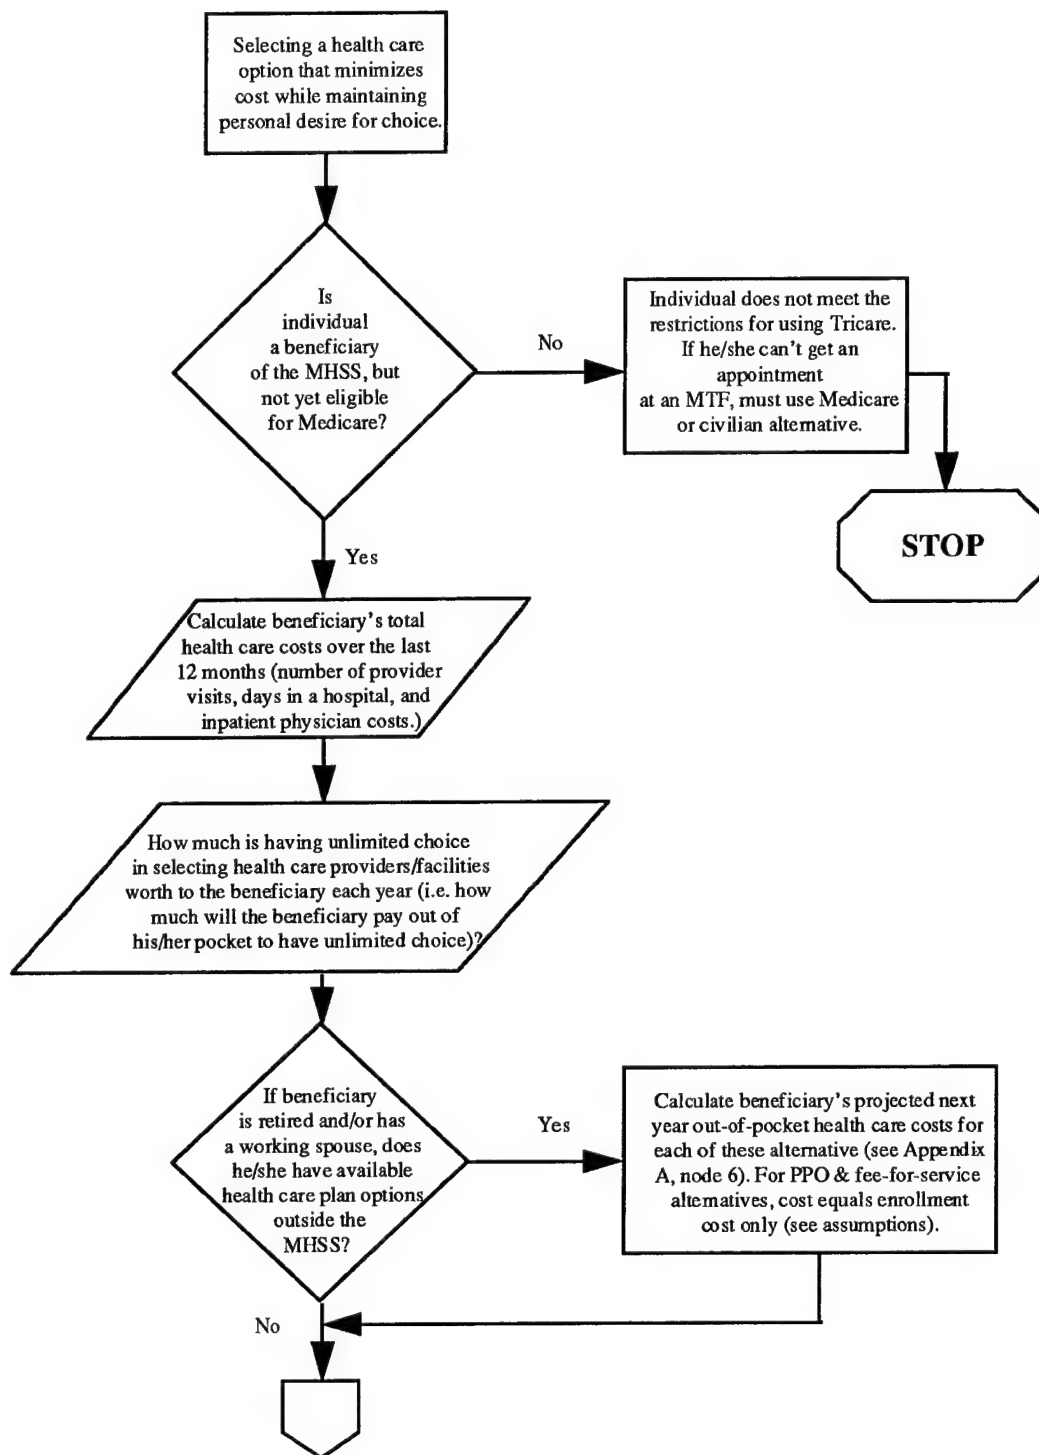 Selecting a health care
option that minimizes
cost while maintaining
personal desire for choice.
Is
individual
a beneficiary
of the MHSS, but
not yet eligible
for Medicare?
No
Individual does not meet the
restrictions for using Tricare.
If he/she can't get an
appointment
at an MTF, must use Medicare
or civilian alternative.
STOP
Yes
Calculate beneficiary's total
health care costs over the last
12 months (number of provider
visits, days in a hospital, and
inpatient physician costs.)
How much is having unlimited choice
in selecting health care providers/facilities
worth to the beneficiary each year (i.e. how
much will the beneficiary pay out of
his/her pocket to have unlimited choice)?
If beneficiary
is retired and/or has
a working spouse, does
he/she have available
health care plan options
outside the
MHSS?
Yes
Calculate beneficiary's projected next
year out-of-pocket health care costs for
each of these alternative (see Appendix
A, node 6). For PPO & fee-for-service
alternatives, cost equals enrollment
cost only (see assumptions).
No